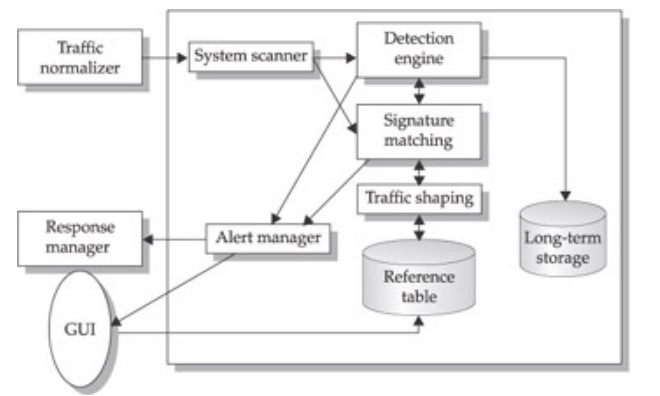 Traffic
normalizer
System scanner
Detection
engine
Signature
matching
Traffic shaping
Response
manager
Alert manager
Reference
table
Long-term
storage
GUI